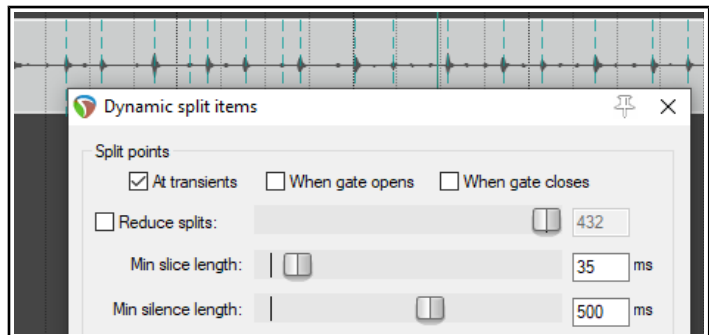 Dynamic split items
Split points
At transients When gate opens When gate closes
Reduce splits: 432
Min slice length: 35 ms
Min silence length: 500 ms